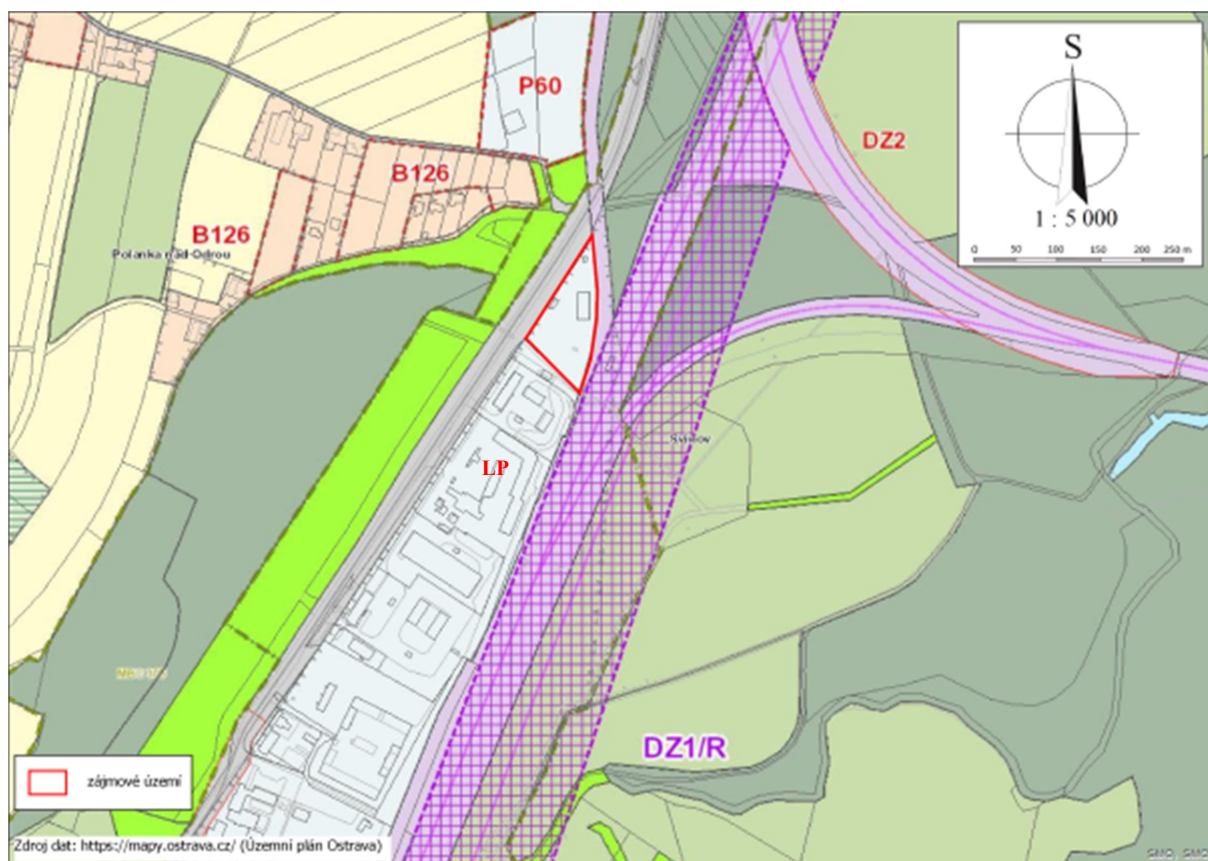 S
1 : 5 000
0 50 100 150 200 250 m
P60
DZ2
B126
B126
Polanka nad Odrou
Svinov
LP
DZ1/R
zájmové území
Zdroj dat: https://mapy.ostrava.cz/ (Územní plán Ostrava)